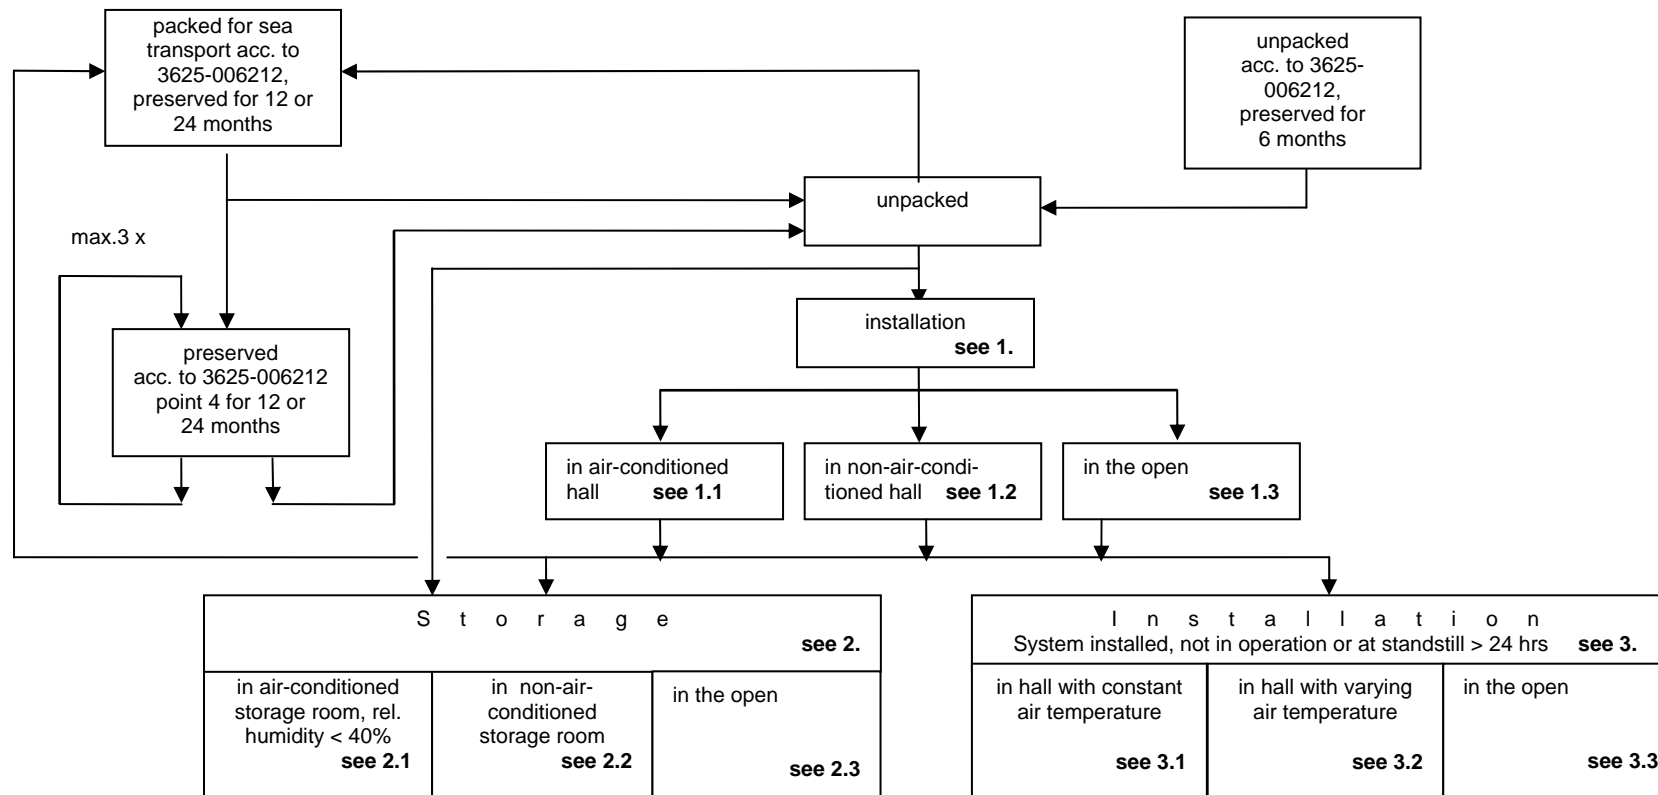 packed for sea
transport acc. to
3625-006212,
preserved for 12 or
24 months
unpacked
acc. to 3625-
006212,
preserved for
6 months
unpacked
max.3 x
installation
see 1.
preserved
acc. to 3625-006212
point 4 for 12 or
24 months
in air-conditioned
hall see 1.1
in non-air-condi-
tioned hall see 1.2
in the open
see 1.3
S t o r a g e
see 2.
in air-conditioned
storage room, rel.
humidity < 40%
see 2.1
in non-air-
conditioned
storage room
see 2.2
in the open
see 2.3
I n s t a l l a t i o n
System installed, not in operation or at standstill > 24 hrs see 3.
in hall with constant
air temperature
see 3.1
in hall with varying
air temperature
see 3.2
in the open
see 3.3